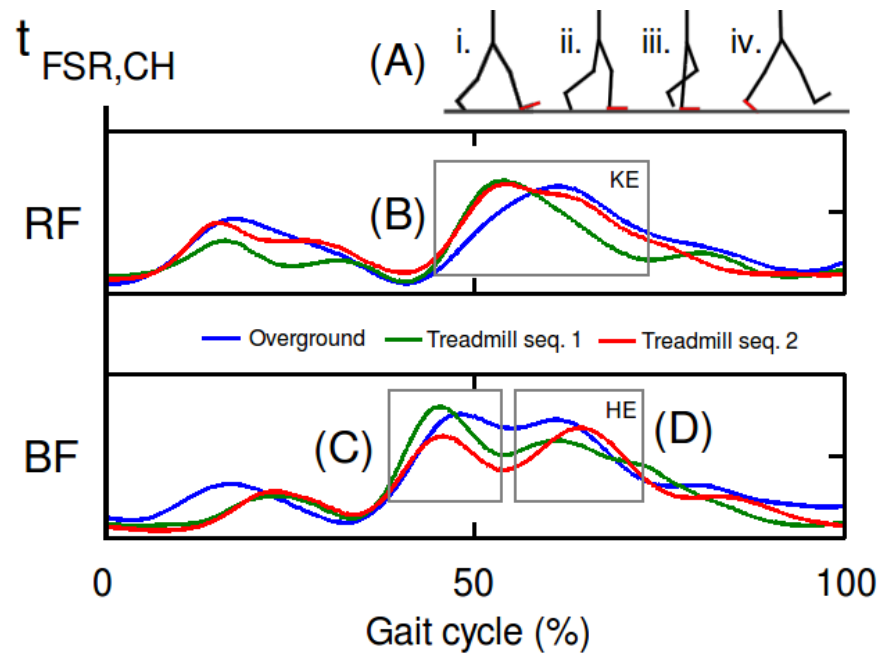 t FSR,CH
(A) i. ii. iii. iv.
RF (B) KE
Overground Treadmill seq. 1 Treadmill seq. 2
BF (C) HE (D)
0 50 100
Gait cycle (%)